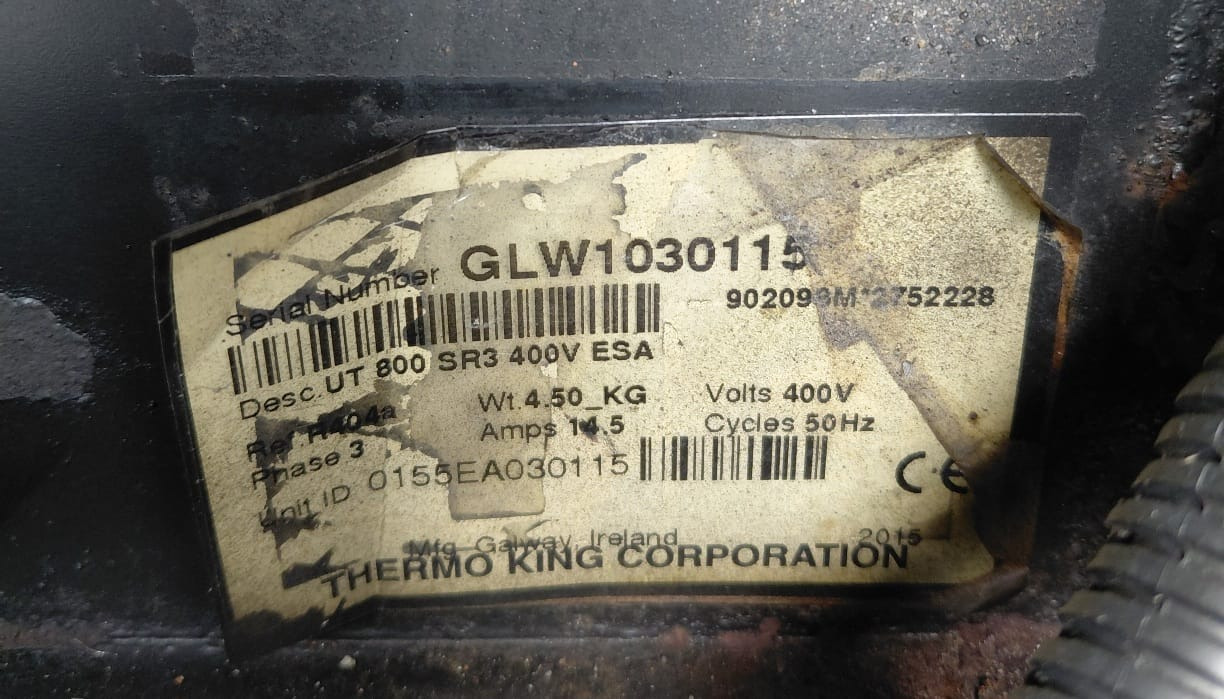 Serial Number GLW1030115
902098M*2752228
Desc. UT 800 SR3 400V ESA
Ref R404a Wt. 4.50_KG Volts 400V
Phase 3 Amps 14.5 Cycles 50Hz
Unit ID 0155EA030115
CE
Mfg Galway, Ireland 2015
THERMO KING CORPORATION